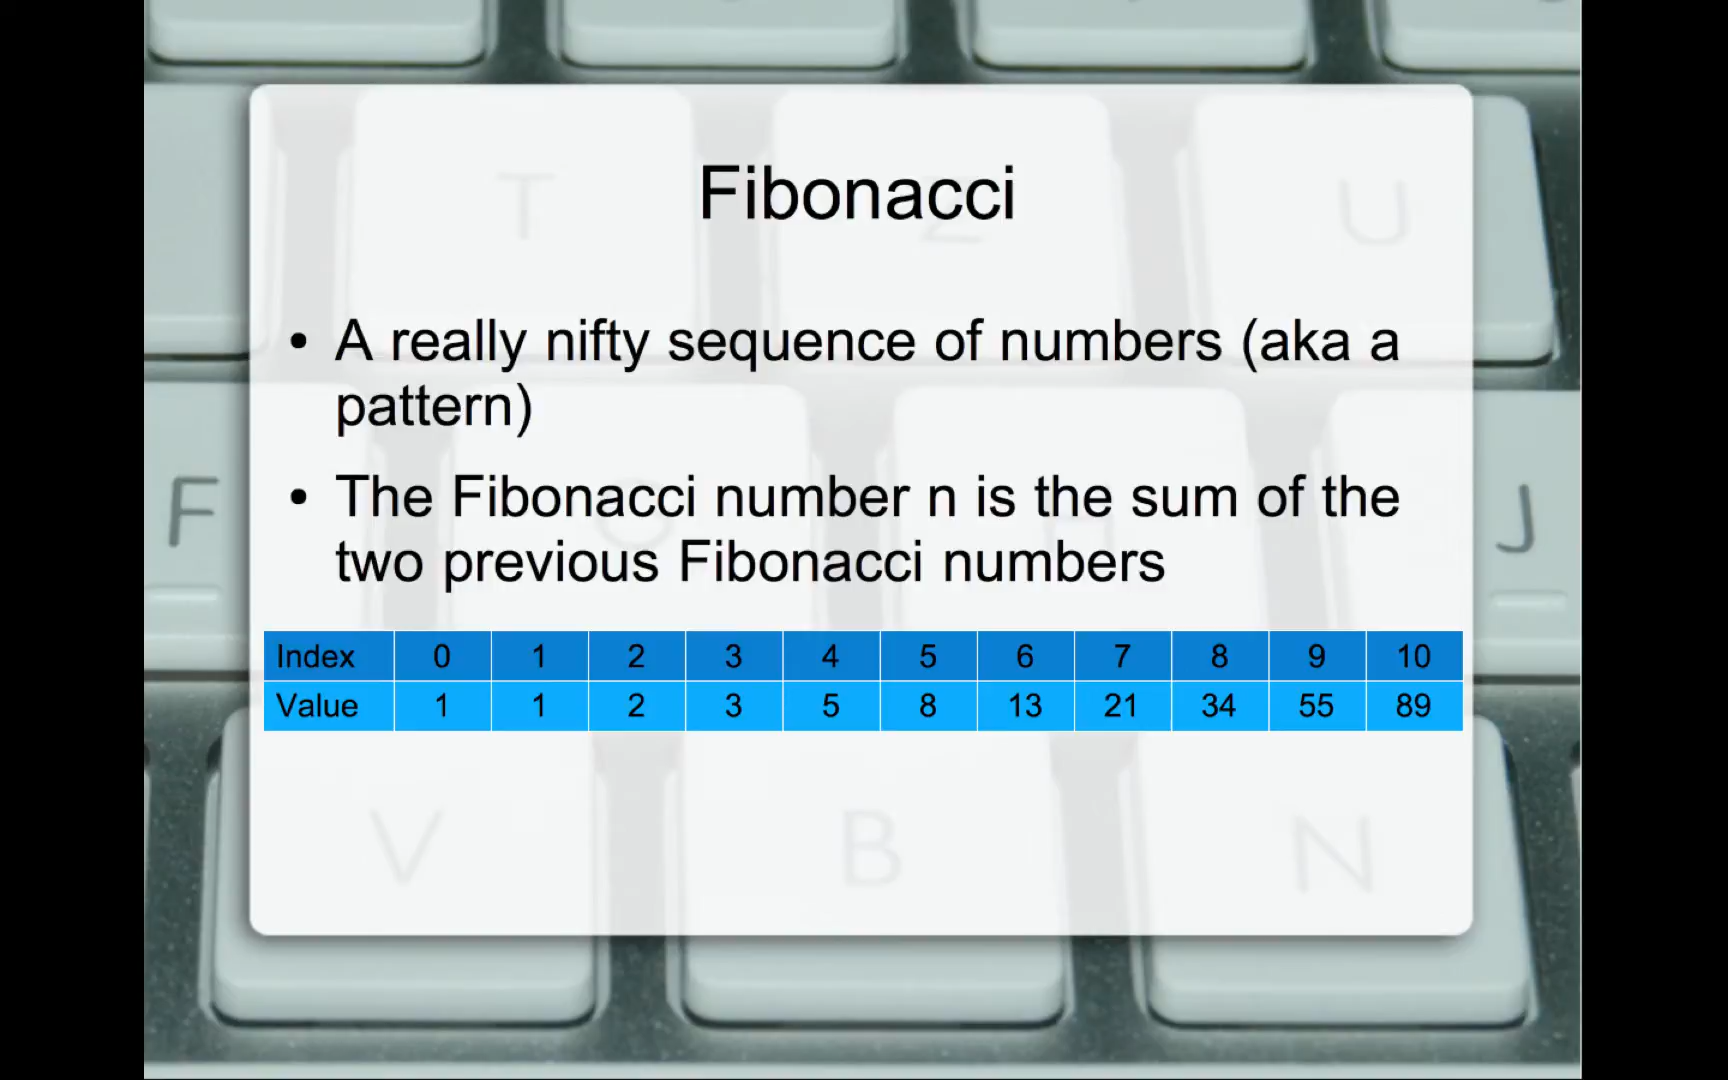 Fibonacci
• A really nifty sequence of numbers (aka a
pattern)
• The Fibonacci number n is the sum of the
two previous Fibonacci numbers
Index 0 1 2 3 4 5 6 7 8 9 10
Value 1 1 2 3 5 8 13 21 34 55 89
T Z U
F G H J
V B N